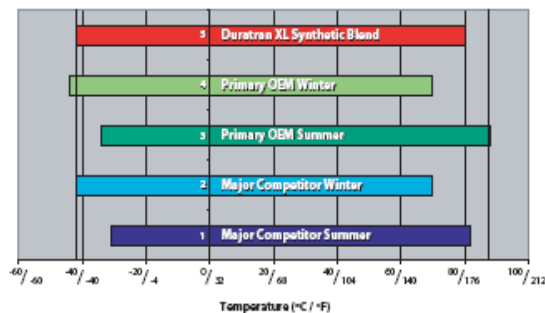 5 Duratran XL Synthetic Blend
4 Primary OEM Winter
3 Primary OEM Summer
2 Major Competitor Winter
1 Major Competitor Summer
-60/-60 -40/-40 -20/-4 0/32 20/68 40/104 60/140 80/176 100/212
Temperature (°C / °F)